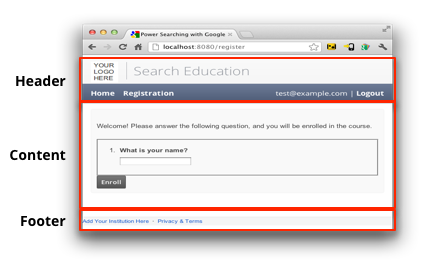 Power Searching with Google
localhost:8080/register
Header
YOUR
LOGO
HERE
Search Education
Home Registration test@example.com | Logout
Content
Welcome! Please answer the following question, and you will be enrolled in the course.
1. What is your name?
Enroll
Footer
Add Your Institution Here - Privacy & Terms